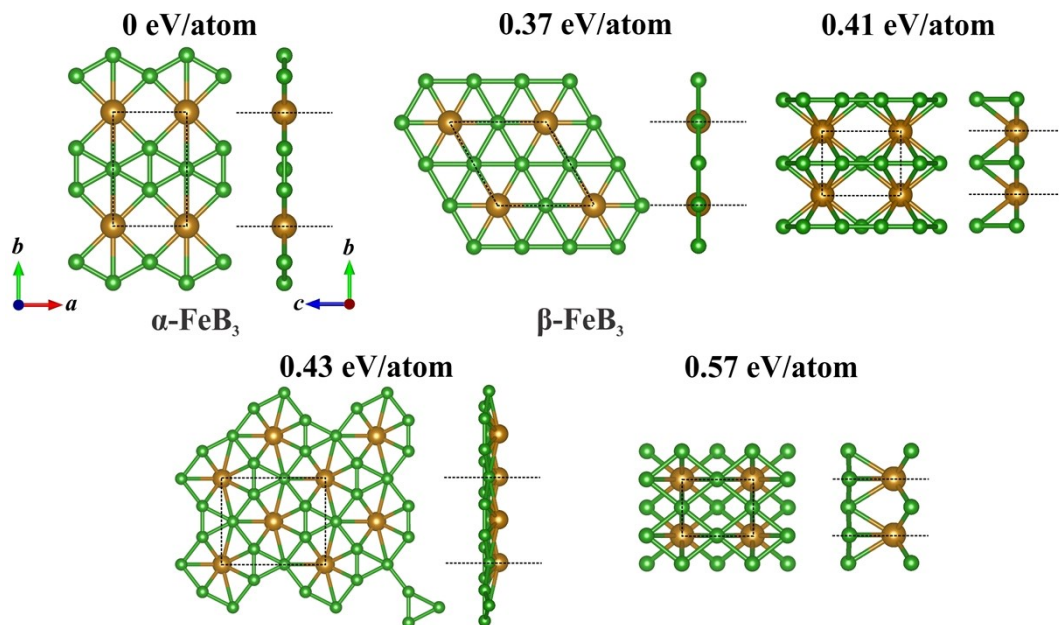 0 eV/atom
0.37 eV/atom
0.41 eV/atom
b
a
b
c
α-FeB₃
β-FeB₃
0.43 eV/atom
0.57 eV/atom